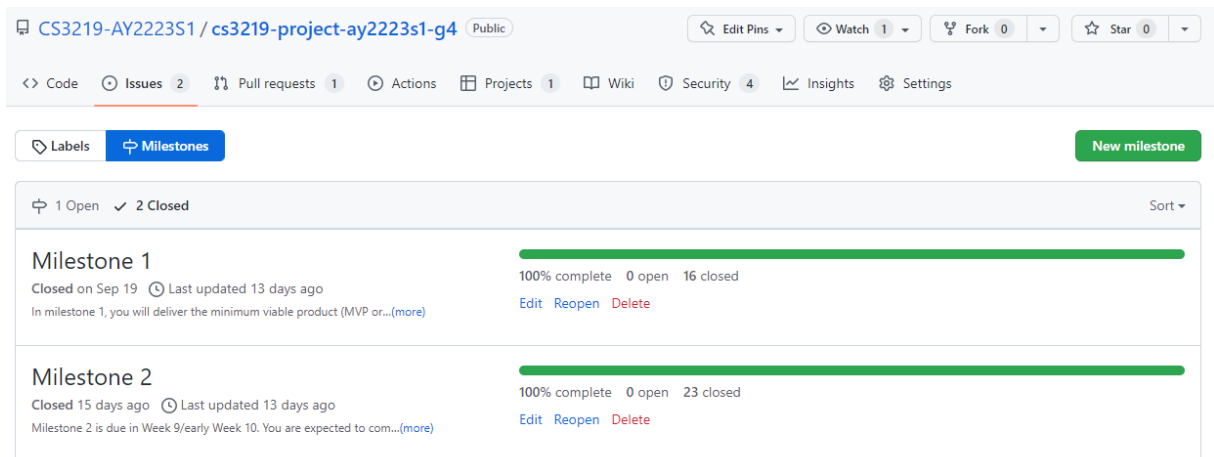 CS3219-AY2223S1 / cs3219-project-ay2223s1-g4 Public Edit Pins Watch 1 Fork 0 Star 0
Code Issues 2 Pull requests 1 Actions Projects 1 Wiki Security 4 Insights Settings
Labels Milestones New milestone
1 Open 2 Closed Sort
Milestone 1
Closed on Sep 19 Last updated 13 days ago
In milestone 1, you will deliver the minimum viable product (MVP or...(more)
100% complete 0 open 16 closed
Edit Reopen Delete
Milestone 2
Closed 15 days ago Last updated 13 days ago
Milestone 2 is due in Week 9/early Week 10. You are expected to com...(more)
100% complete 0 open 23 closed
Edit Reopen Delete